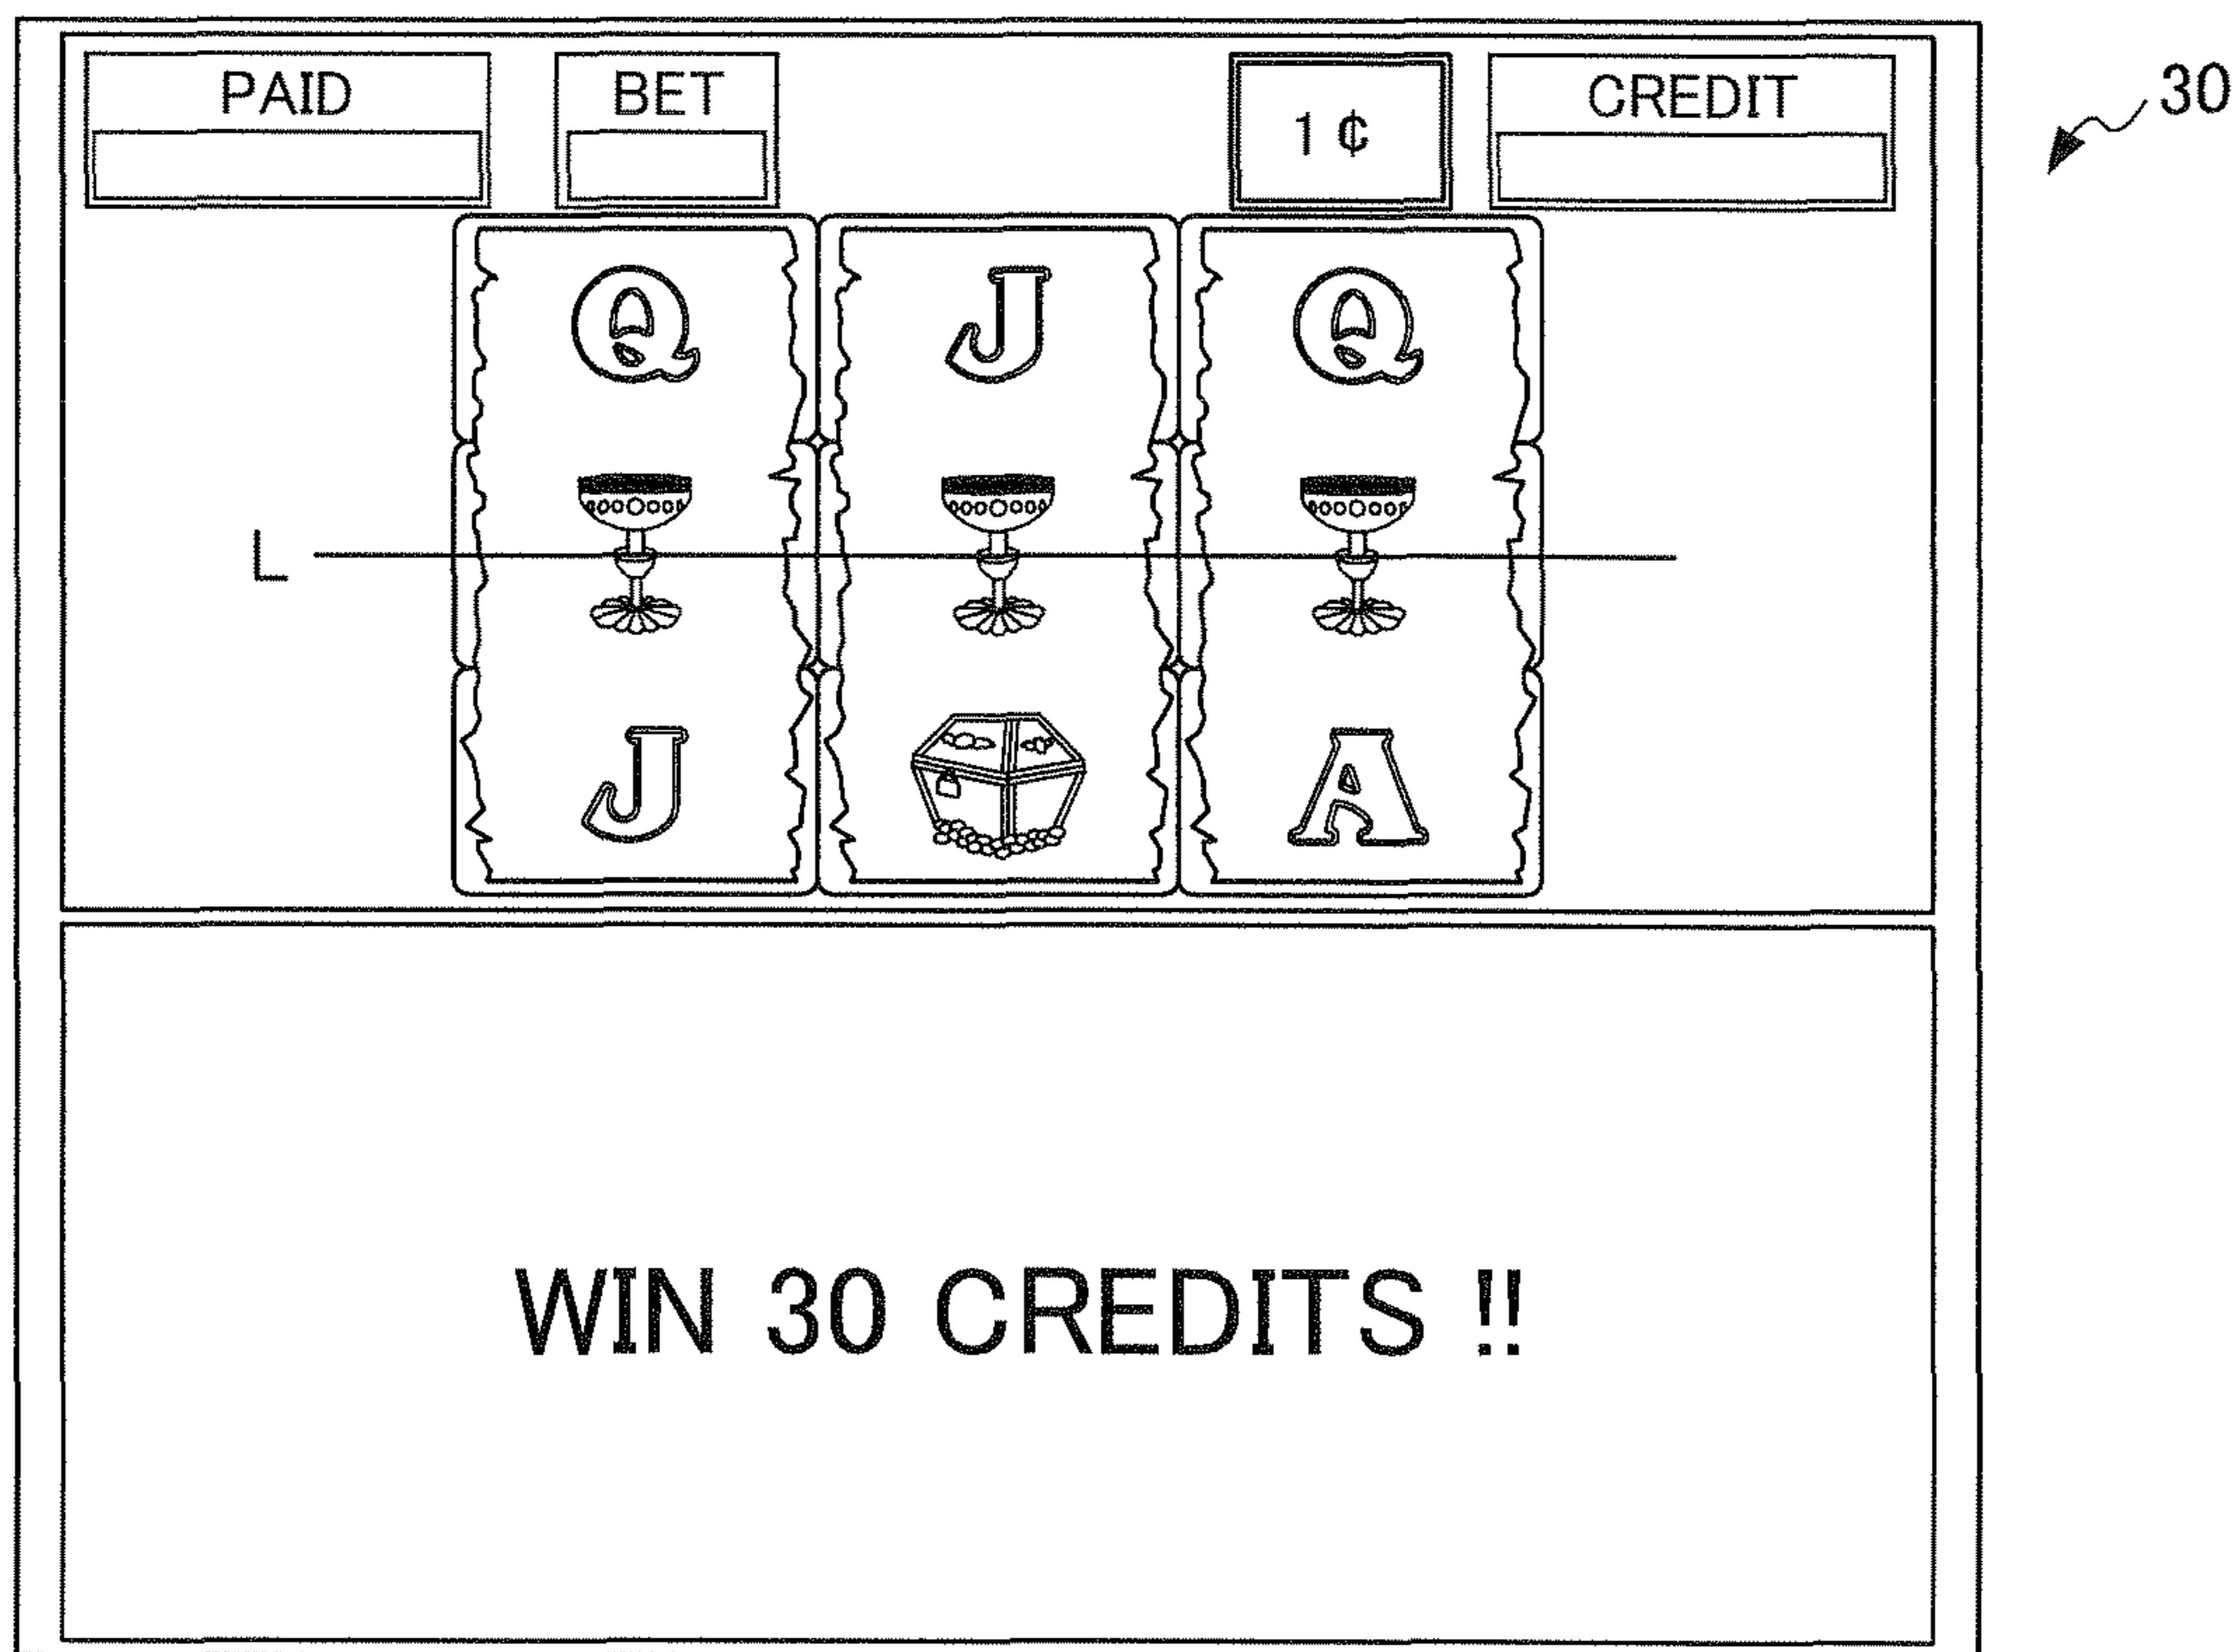 PAID BET 1¢ CREDIT
30
Q J Q
L
J A
WIN 30 CREDITS !!